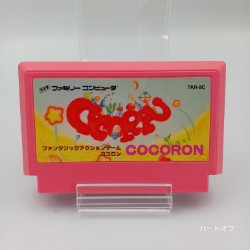 ファミリー コンピュータ
TKR-8C
COCORON
ファンタジックアクションゲーム
ココロン COCORON
ハードオフ